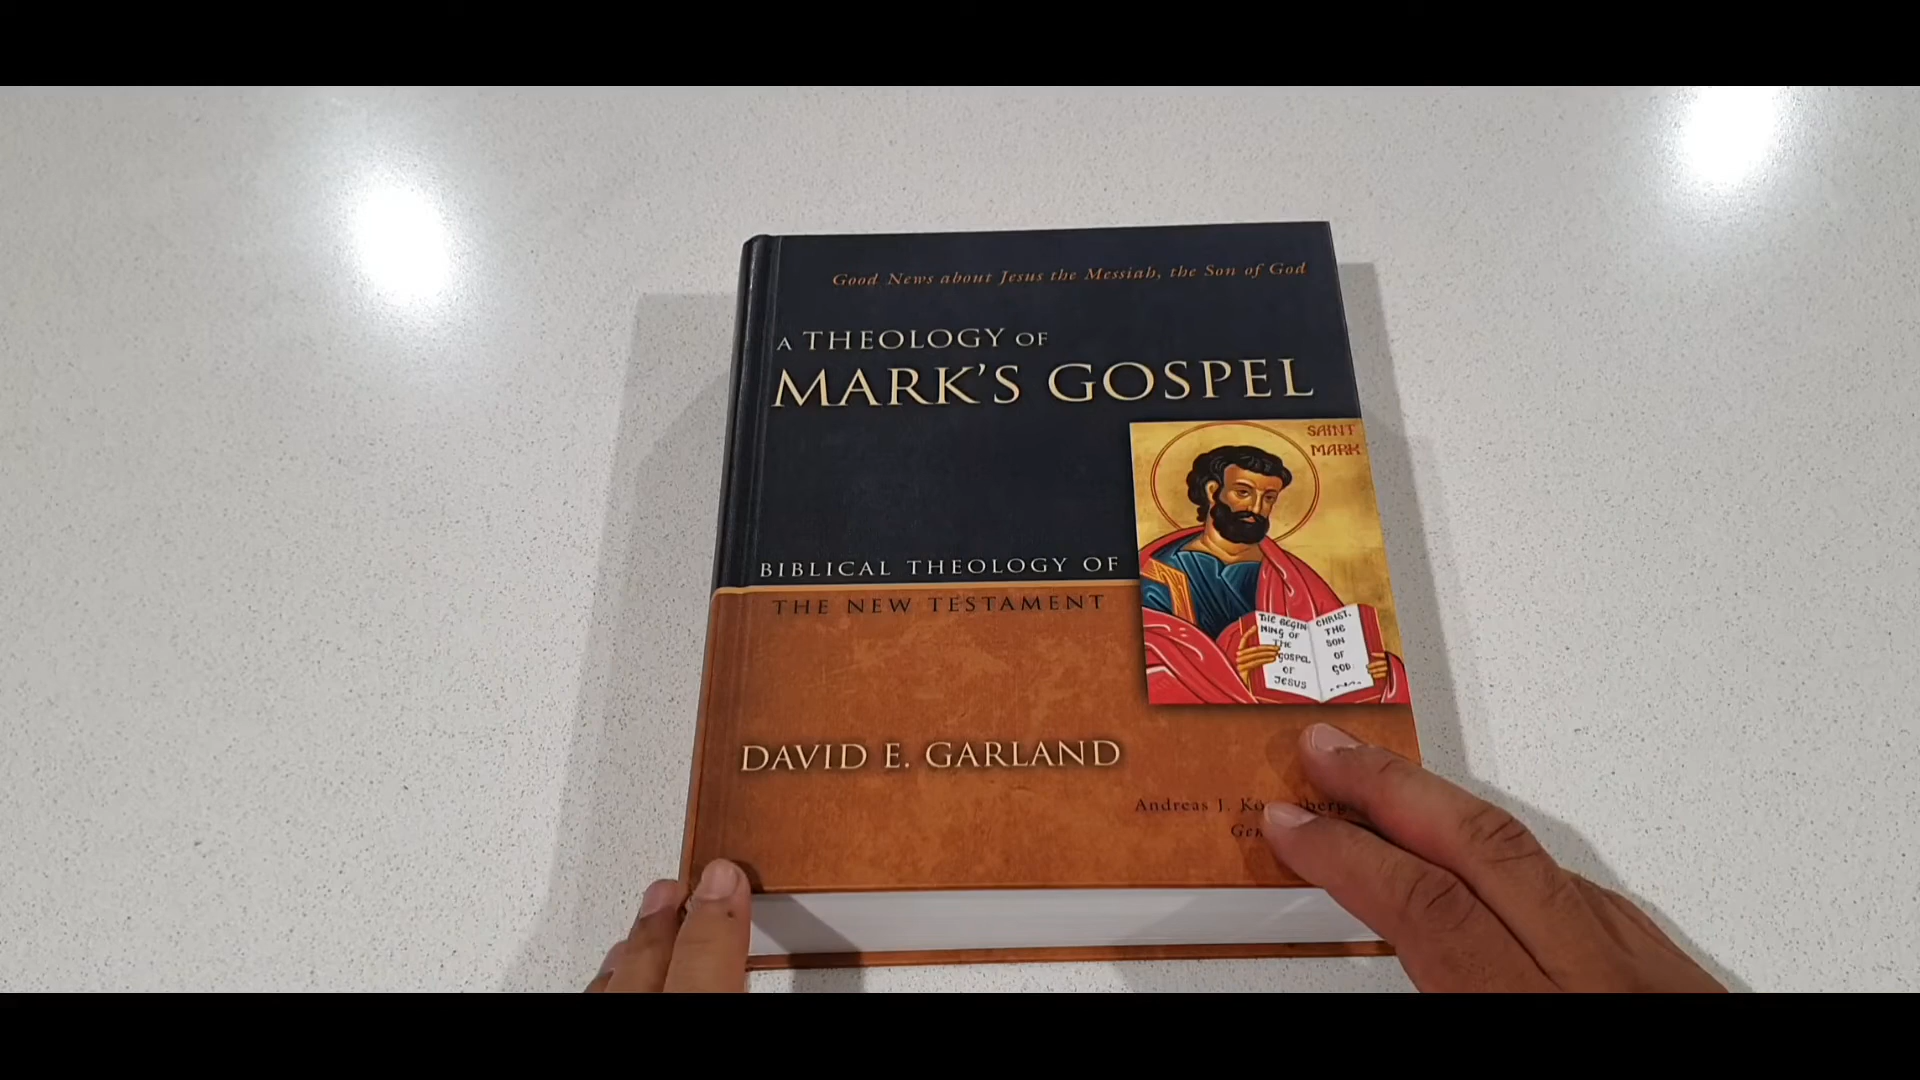 Good News about Jesus the Messiah, the Son of God
A THEOLOGY OF
MARK'S GOSPEL
SAINT
MARK
BIBLICAL THEOLOGY OF
THE NEW TESTAMENT
THE BEGIN
NING OF
THE
GOSPEL
OF
JESUS
CHRIST,
THE
SON
OF
GOD
DAVID E. GARLAND
Andreas J.